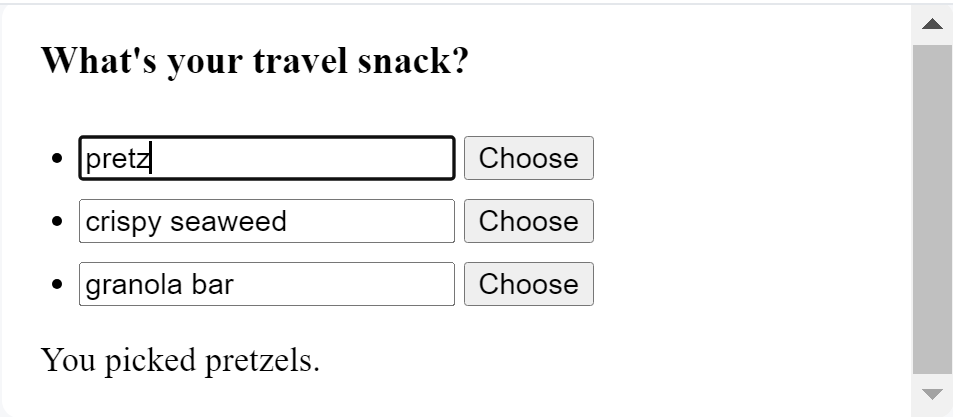 What's your travel snack?
pretz Choose
crispy seaweed Choose
granola bar Choose
You picked pretzels.